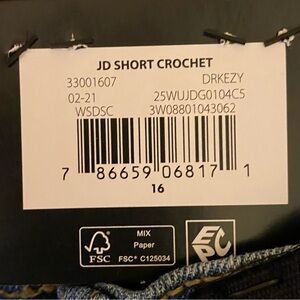 JD SHORT CROCHET
33001607 DRKEZY
02-21 25WUJDG0104C5
WSDSC 3W08801043062
7 86659 06817 1
16
FSC
MIX
Paper
FSC® C125034
EPC